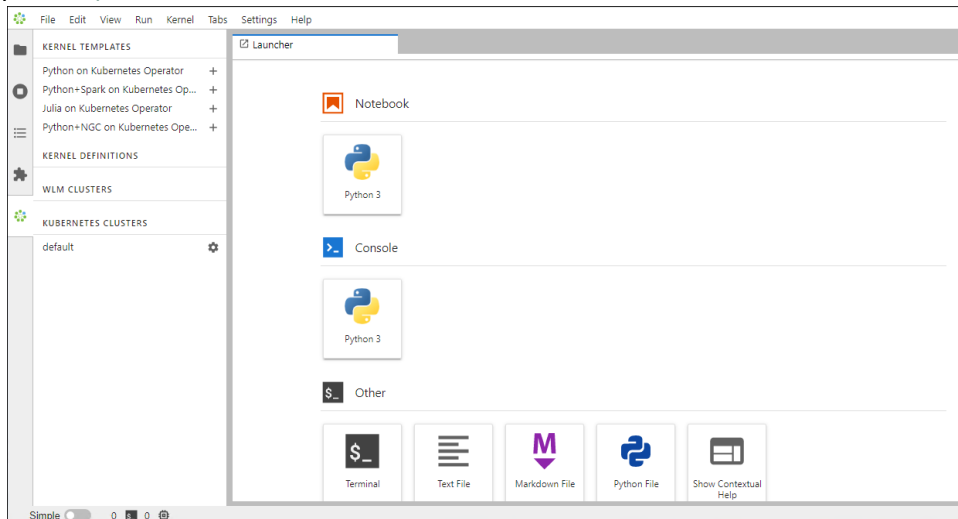 File Edit View Run Kernel Tabs Settings Help
KERNEL TEMPLATES
Python on Kubernetes Operator +
Python+Spark on Kubernetes Op... +
Julia on Kubernetes Operator +
Python+NGC on Kubernetes Ope... +
KERNEL DEFINITIONS
WLM CLUSTERS
KUBERNETES CLUSTERS
default
Launcher
Notebook
Python 3
>_ Console
Python 3
$_ Other
$_
M
Terminal Text File Markdown File Python File Show Contextual
Help
Simple 0 s_ 0